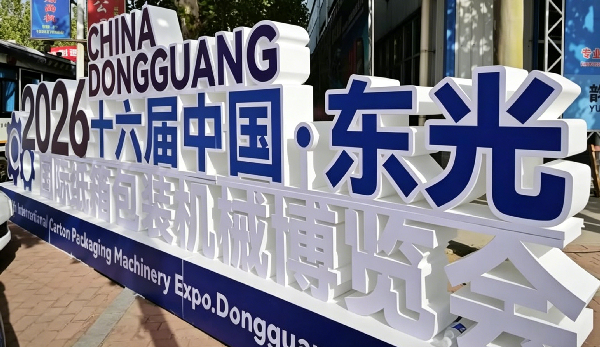 CHINA
DONGGUANG
2026
十六届中国·东光
国际纸箱包装机械博览会
International Carton Packaging Machinery Expo.Dongguang